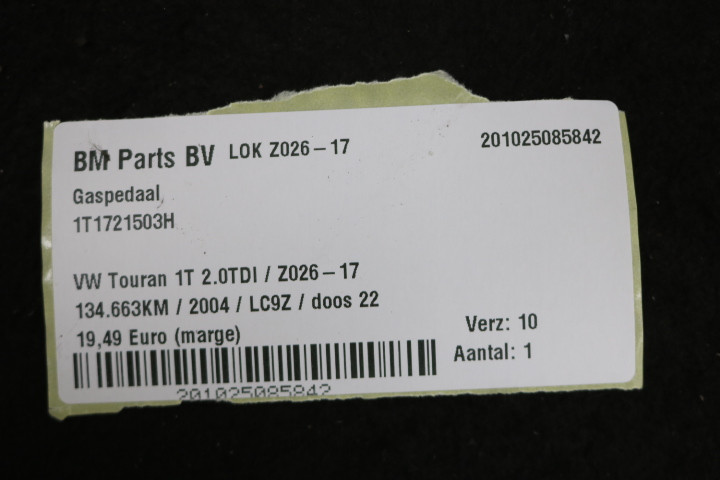 BM Parts BV LOK Z026-17 201025085842
Gaspedaal
1T1721503H
VW Touran 1T 2.0TDI / Z026-17
134.663KM / 2004 / LC9Z / doos 22
19,49 Euro (marge) Verz: 10
Aantal: 1
201025085842